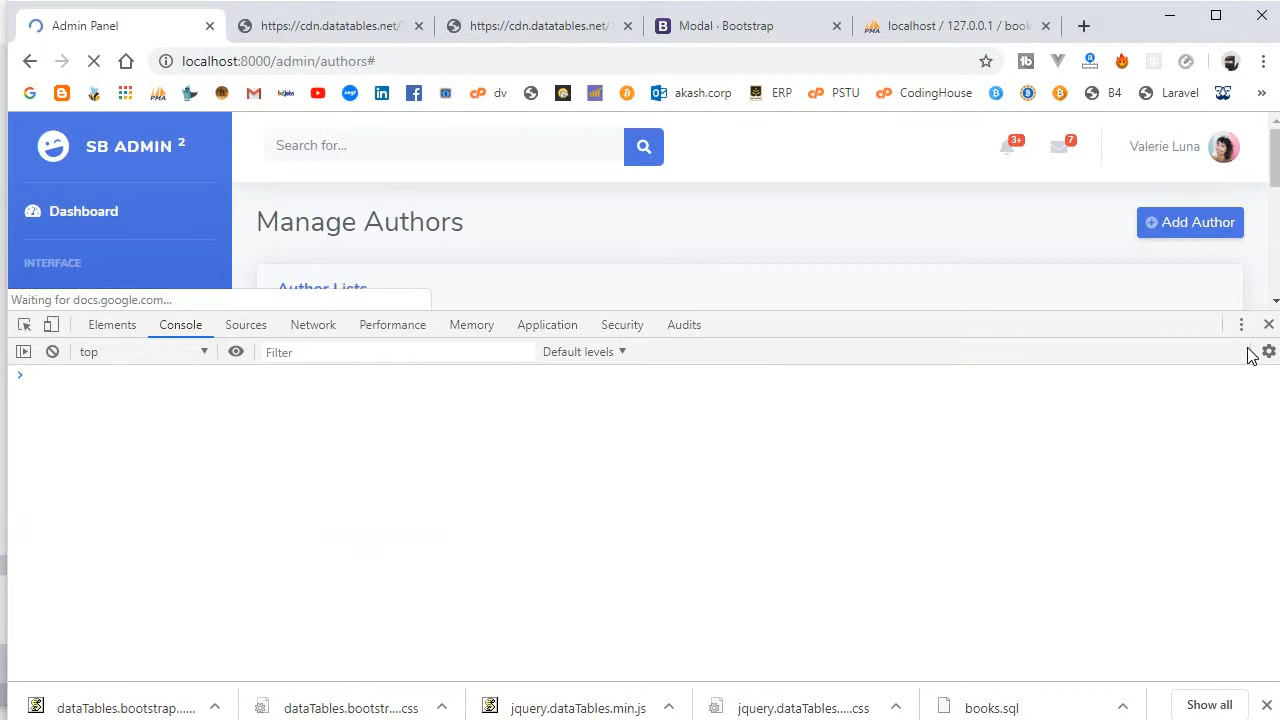 Admin Panel
https://cdn.datatables.net/
https://cdn.datatables.net/1
Modal · Bootstrap
localhost / 127.0.0.1 / book
localhost:8000/admin/authors#
dv
akash.corp
ERP
PSTU
CodingHouse
B4
Laravel
»
SB ADMIN 2
Search for...
3+
7
Valerie Luna
Dashboard
Manage Authors
Add Author
INTERFACE
Author Lists
Waiting for docs.google.com...
Elements
Console
Sources
Network
Performance
Memory
Application
Security
Audits
top
Filter
Default levels
>
dataTables.bootstrap......
dataTables.bootstr....css
jquery.dataTables.min.js
jquery.dataTables.....css
books.sql
Show all